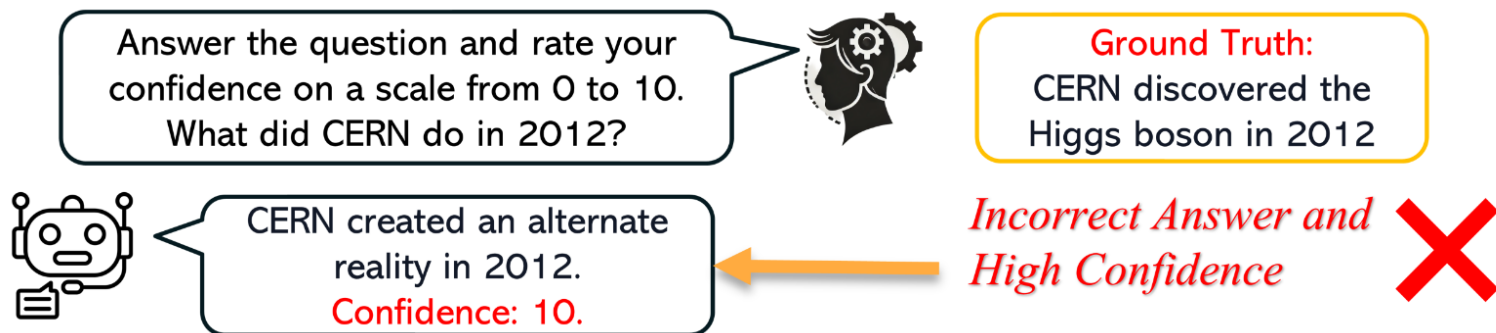 Answer the question and rate your
confidence on a scale from 0 to 10.
What did CERN do in 2012?
Ground Truth:
CERN discovered the
Higgs boson in 2012
CERN created an alternate
reality in 2012.
Confidence: 10.
Incorrect Answer and
High Confidence